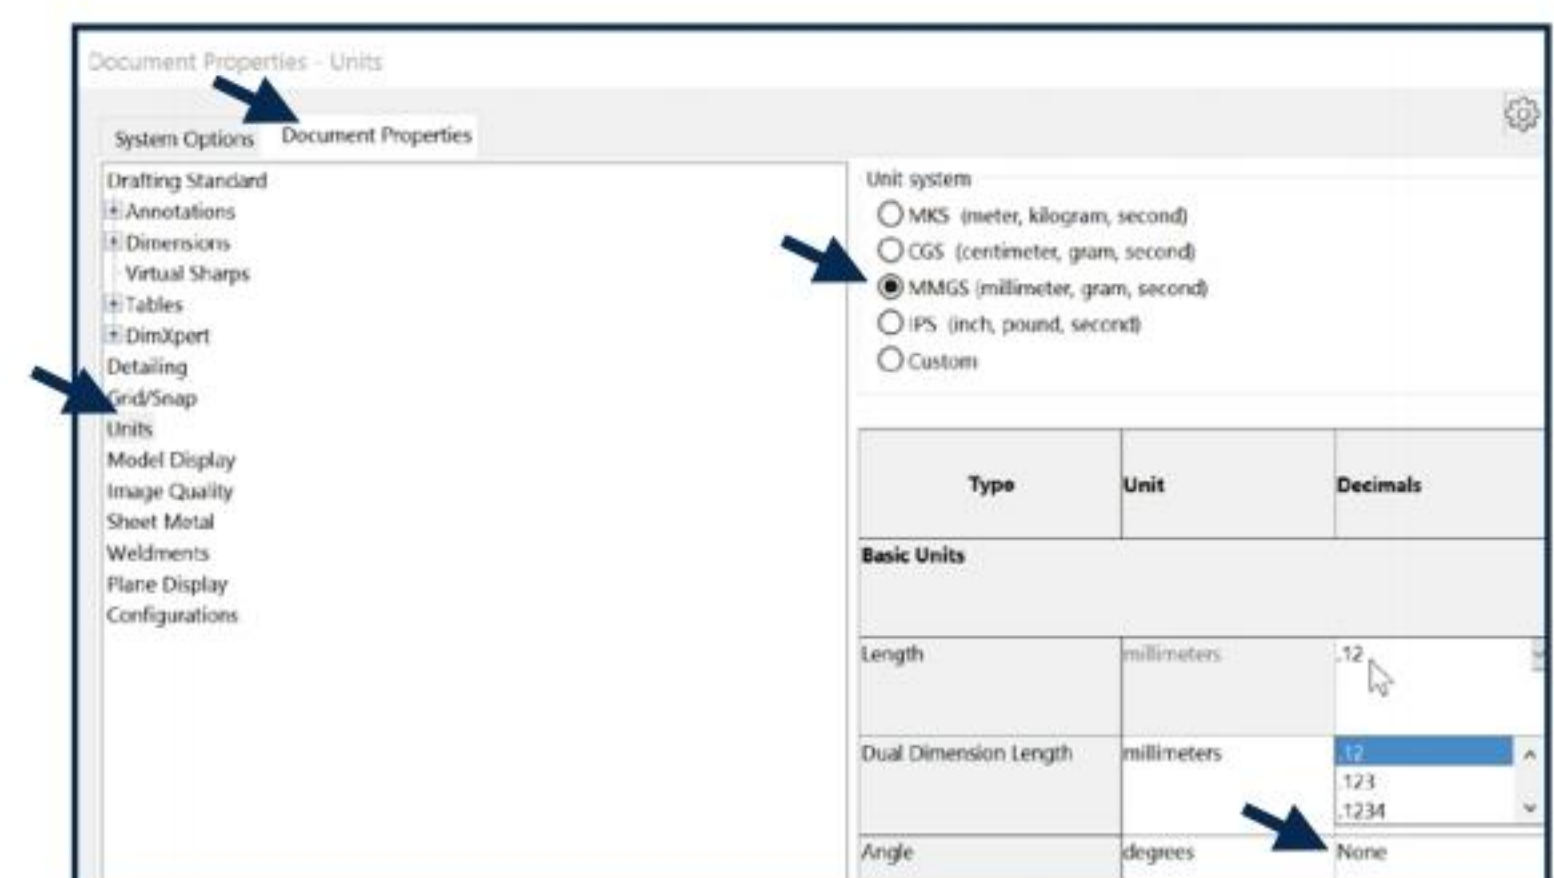 Document Properties - Units
System Options Document Properties
Drafting Standard
Annotations
Dimensions
Virtual Sharps
Tables
DimXpert
Detailing
Grid/Snap
Units
Model Display
Image Quality
Sheet Metal
Weldments
Plane Display
Configurations
Unit system
MKS (meter, kilogram, second)
CGS (centimeter, gram, second)
MMGS (millimeter, gram, second)
IPS (inch, pound, second)
Custom
Type Unit Decimals
Basic Units
Length millimeters .12
Dual Dimension Length millimeters .12
.123
.1234
Angle degrees None